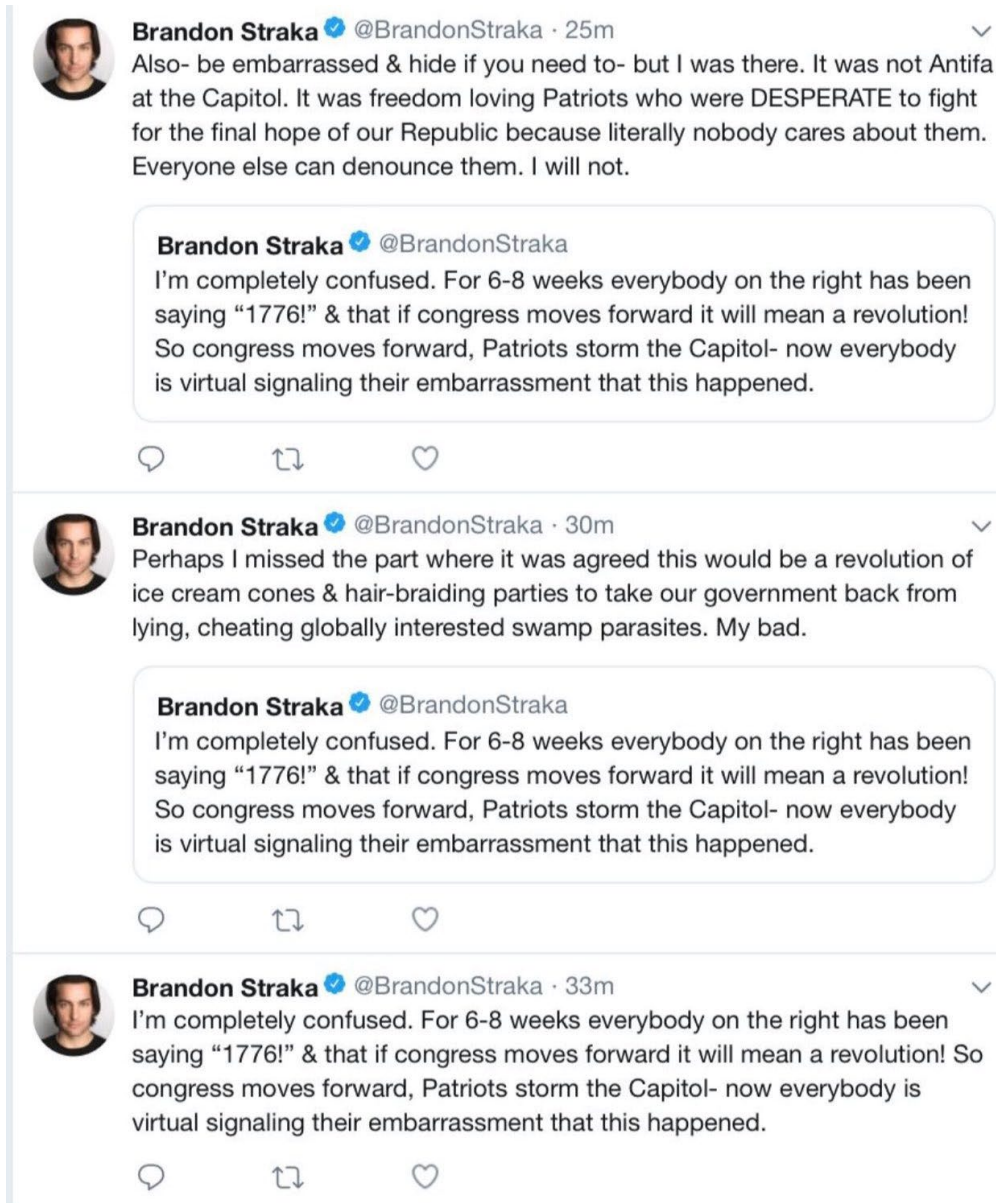 Brandon Straka @BrandonStraka · 25m
Also- be embarrassed & hide if you need to- but I was there. It was not Antifa
at the Capitol. It was freedom loving Patriots who were DESPERATE to fight
for the final hope of our Republic because literally nobody cares about them.
Everyone else can denounce them. I will not.
Brandon Straka @BrandonStraka
I'm completely confused. For 6-8 weeks everybody on the right has been
saying “1776!” & that if congress moves forward it will mean a revolution!
So congress moves forward, Patriots storm the Capitol- now everybody
is virtual signaling their embarrassment that this happened.
Brandon Straka @BrandonStraka · 30m
Perhaps I missed the part where it was agreed this would be a revolution of
ice cream cones & hair-braiding parties to take our government back from
lying, cheating globally interested swamp parasites. My bad.
Brandon Straka @BrandonStraka
I'm completely confused. For 6-8 weeks everybody on the right has been
saying “1776!” & that if congress moves forward it will mean a revolution!
So congress moves forward, Patriots storm the Capitol- now everybody
is virtual signaling their embarrassment that this happened.
Brandon Straka @BrandonStraka · 33m
I'm completely confused. For 6-8 weeks everybody on the right has been
saying “1776!” & that if congress moves forward it will mean a revolution! So
congress moves forward, Patriots storm the Capitol- now everybody is
virtual signaling their embarrassment that this happened.